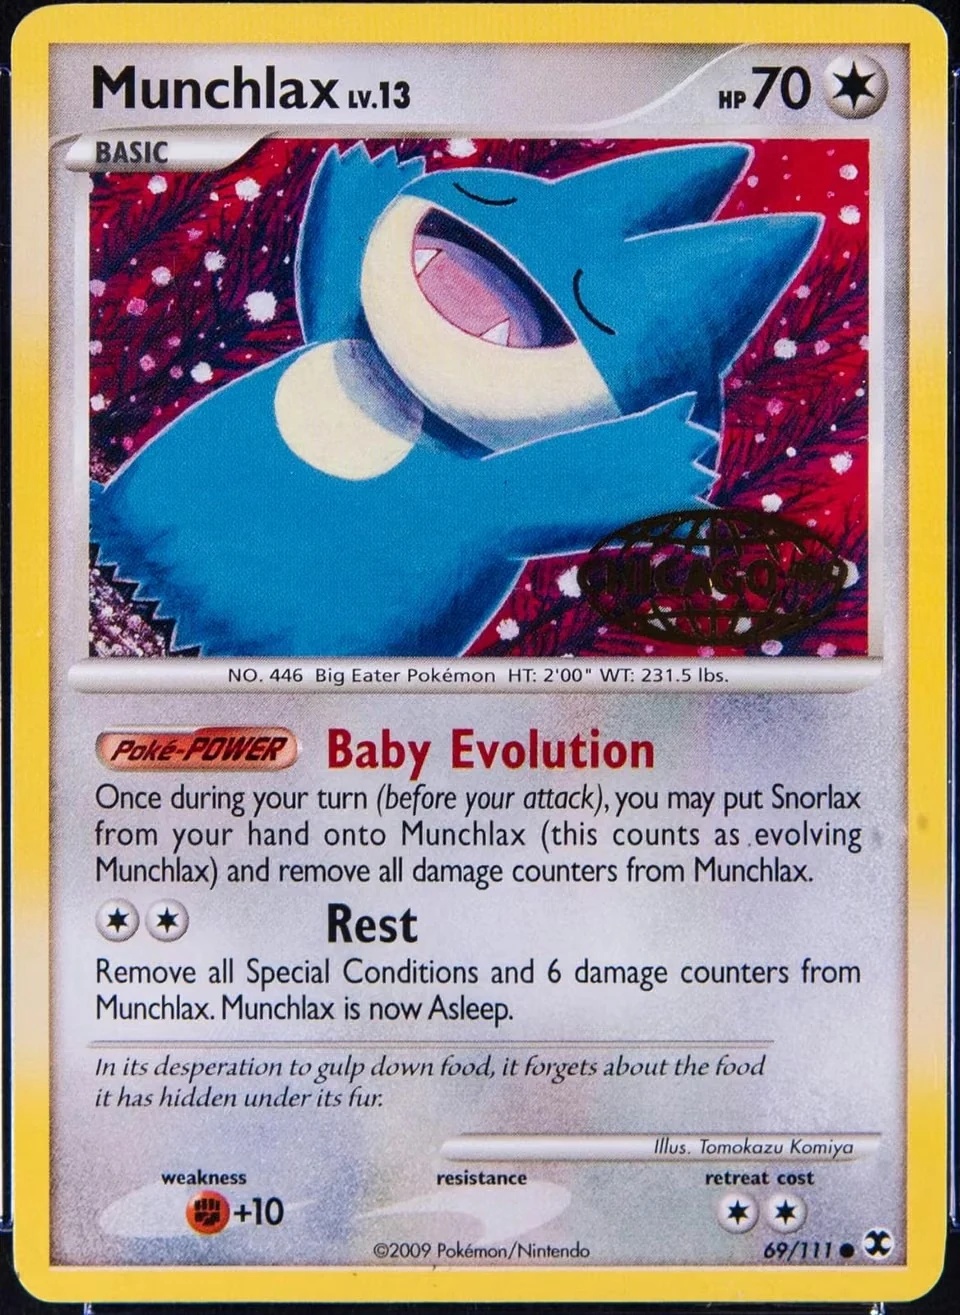 Munchlax LV.13
HP 70
BASIC
CHICAGO
NO. 446 Big Eater Pokémon HT: 2'00" WT: 231.5 lbs.
Poké-POWER Baby Evolution
Once during your turn (before your attack), you may put Snorlax
from your hand onto Munchlax (this counts as evolving
Munchlax) and remove all damage counters from Munchlax.
Rest
Remove all Special Conditions and 6 damage counters from
Munchlax. Munchlax is now Asleep.
In its desperation to gulp down food, it forgets about the food
it has hidden under its fur.
Illus. Tomokazu Komiya
weakness resistance retreat cost
+10
©2009 Pokémon/Nintendo
69/111